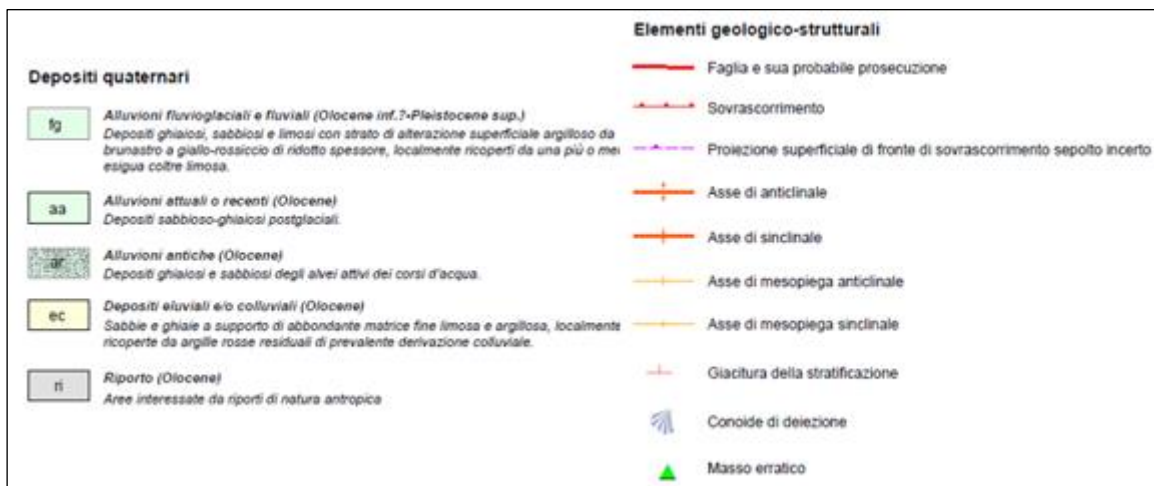 Depositi quaternari
fg
Alluvioni fluvioglaciali e fluviali (Olocene inf.?-Pleistocene sup.)
Depositi ghiaiosi, sabbiosi e limosi con strato di alterazione superficiale argilloso da
brunastro a giallo-rossiccio di ridotto spessore, localmente ricoperti da una più o me
esigua coltre limosa.
aa
Alluvioni attuali o recenti (Olocene)
Depositi sabbioso-ghiaiosi postglaciali.
ar
Alluvioni antiche (Olocene)
Depositi ghiaiosi e sabbiosi degli alvei attivi dei corsi d'acqua.
ec
Depositi eluviali e/o colluviali (Olocene)
Sabbie e ghiaie a supporto di abbondante matrice fine limosa e argillosa, localmente
ricoperte da argille rosse residuali di prevalente derivazione colluviale.
ri
Riporto (Olocene)
Aree interessate da riporti di natura antropica
Elementi geologico-strutturali
Faglia e sua probabile prosecuzione
Sovrascorrimento
Proiezione superficiale di fronte di sovrascorrimento sepolto incerto
Asse di anticlinale
Asse di sinclinale
Asse di mesopiega anticlinale
Asse di mesopiega sinclinale
Giacitura della stratificazione
Conoide di deiezione
Masso erratico